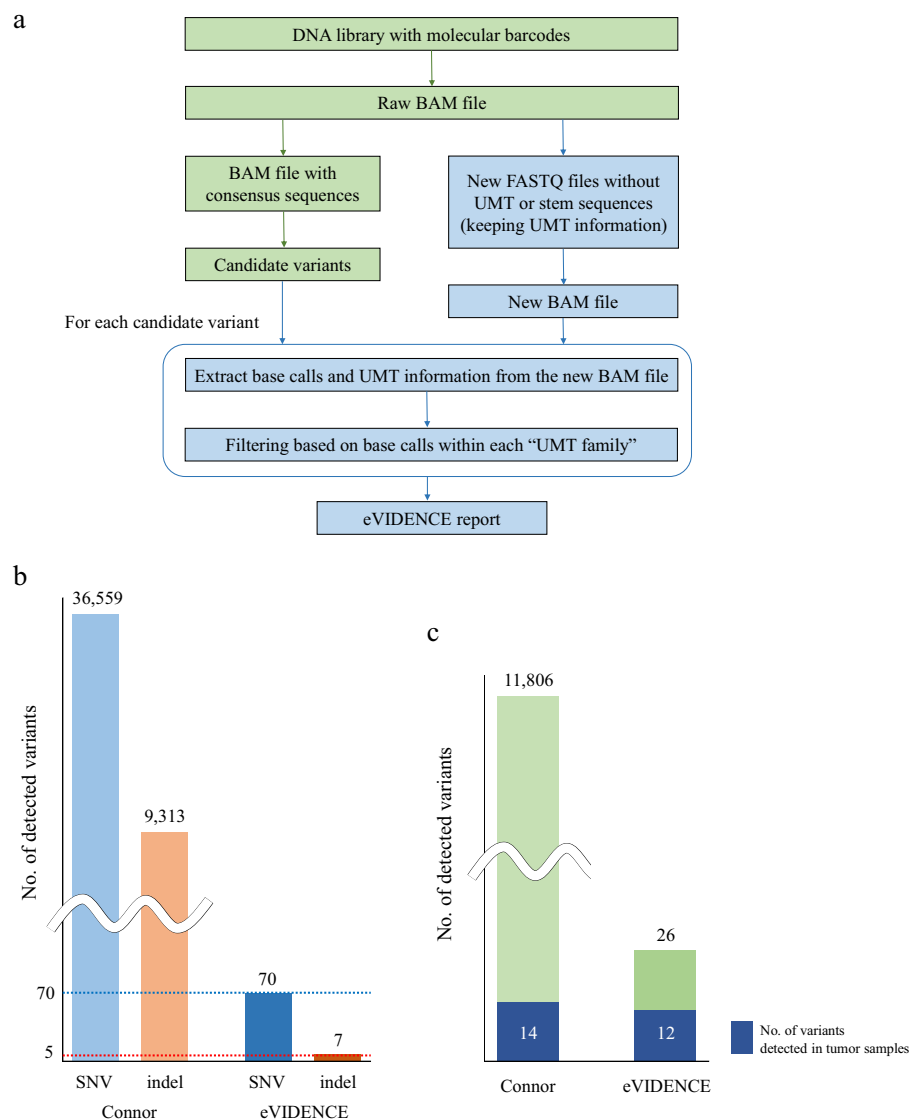 a
DNA library with molecular barcodes
Raw BAM file
BAM file with
consensus sequences
New FASTQ files without
UMT or stem sequences
(keeping UMT information)
Candidate variants
New BAM file
For each candidate variant
Extract base calls and UMT information from the new BAM file
Filtering based on base calls within each “UMT family”
eVIDENCE report
b
No. of detected variants
36,559
9,313
70
70
5
7
SNV
indel
SNV
indel
Connor
eVIDENCE
c
No. of detected variants
11,806
26
14
12
Connor
eVIDENCE
No. of variants
detected in tumor samples